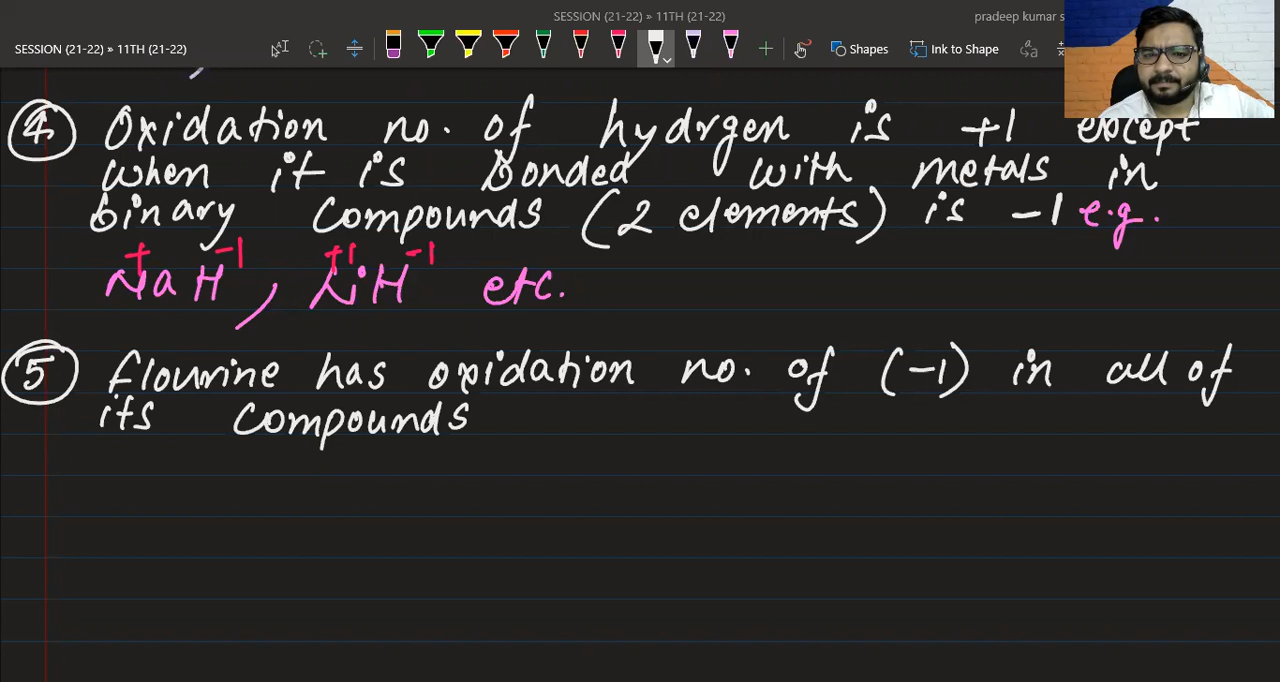 SESSION (21-22) » 11TH (21-22)
pradeep kumar s
SESSION (21-22) » 11TH (21-22)
Shapes
Ink to Shape
④ Oxidation no. of hydrgen is +1 except
when it is bonded with metals in
binary compounds (2 elements) is -1 e.g.
+ -1 +1 -1
NaH, LiH etc.
⑤ flourine has oxidation no. of (-1) in all of
its compounds